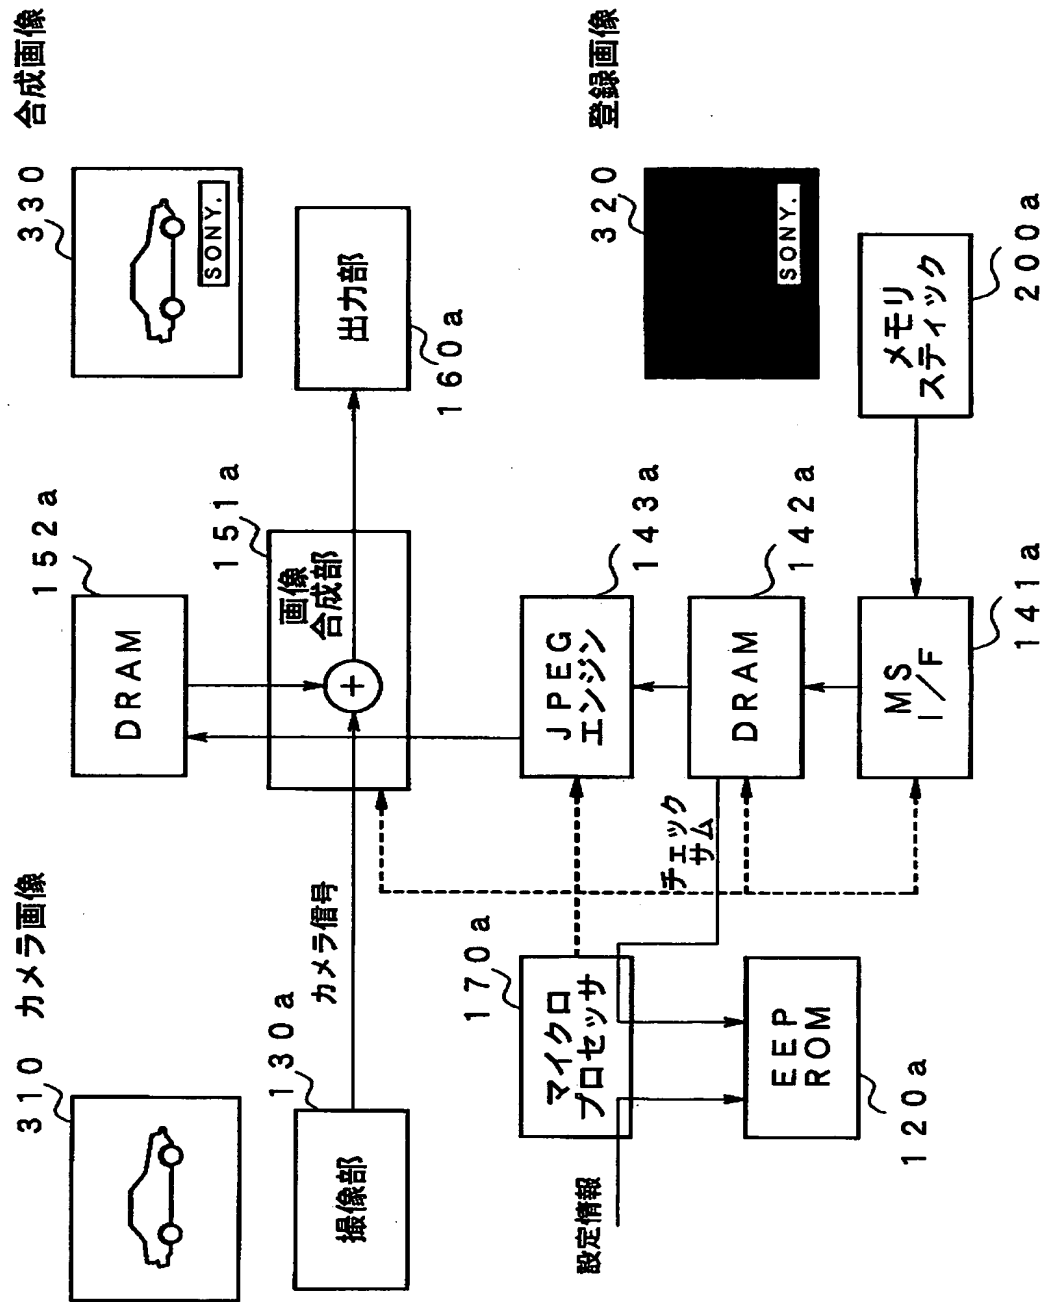 310 カメラ画像
330 合成画像
SONY.
撮像部
130a
カメラ信号
DRAM
152a
画像
合成部
151a
+
出力部
160a
設定情報
マイクロ
プロセッサ
170a
EEP
ROM
120a
チェック
サム
JPEG
エンジン
143a
DRAM
142a
MS
I/F
141a
メモリ
スティック
200a
320 登録画像
SONY.